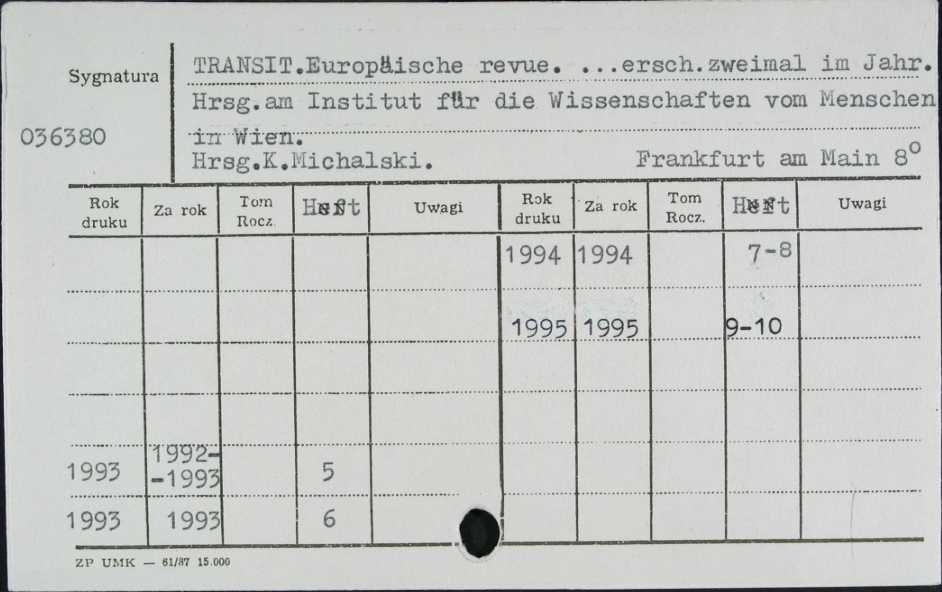 Sygnatura
036380
TRANSIT.Europäische revue. ...ersch.zweimal im Jahr.
Hrsg.am Institut für die Wissenschaften vom Menschen
in Wien.
Hrsg.K.Michalski. Frankfurt am Main 8°
Rok druku Za rok Tom Rocz. Heft Uwagi Rok druku Za rok Tom Rocz. Heft Uwagi
1994 1994 7-8
1995 1995 9-10
1993 1992-
-1993 5
1993 1993 6
ZP UMK — 61/87 15.000